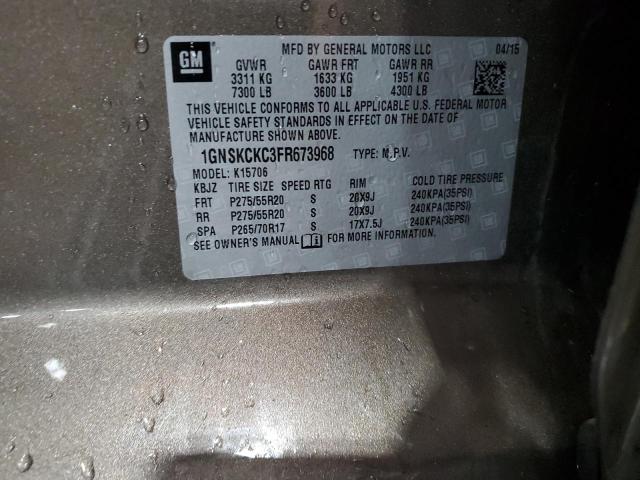 GM
MFD BY GENERAL MOTORS LLC 04/15
GVWR GAWR FRT GAWR RR
3311 KG 1633 KG 1951 KG
7300 LB 3600 LB 4300 LB
THIS VEHICLE CONFORMS TO ALL APPLICABLE U.S. FEDERAL MOTOR
VEHICLE SAFETY STANDARDS IN EFFECT ON THE DATE OF
MANUFACTURE SHOWN ABOVE.
1GNSKCKC3FR673968 TYPE: M.P.V.
MODEL: K15706
KBJZ TIRE SIZE SPEED RTG RIM COLD TIRE PRESSURE
FRT P275/55R20 S 20X9J 240KPA(35PSI)
RR P275/55R20 S 20X9J 240KPA(35PSI)
SPA P265/70R17 S 17X7.5J 240KPA(35PSI)
SEE OWNER'S MANUAL FOR MORE INFORMATION.